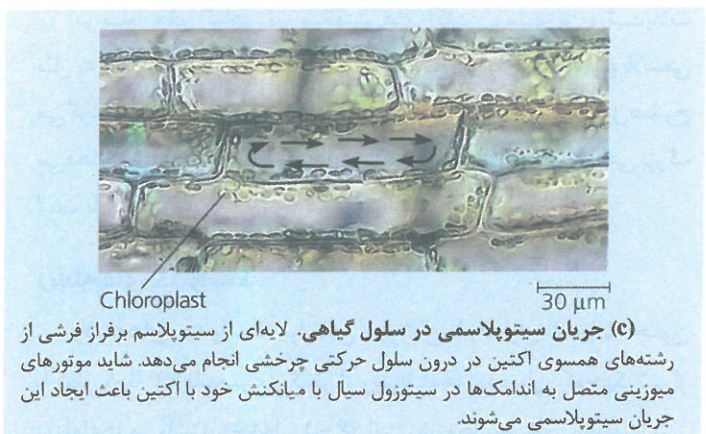 Chloroplast
30 μm
(c) جریان سیتوپلاسمی در سلول گیاهی. لایه‌ای از سیتوپلاسم برفراز فرشی از
رشته‌های همسوی اکتین در درون سلول حرکتی چرخشی انجام می‌دهد. شاید موتورهای
میوزینی متصل به اندامک‌ها در سیتوزول سیال با میانکنش خود با اکتین باعث ایجاد این
جریان سیتوپلاسمی می‌شوند.